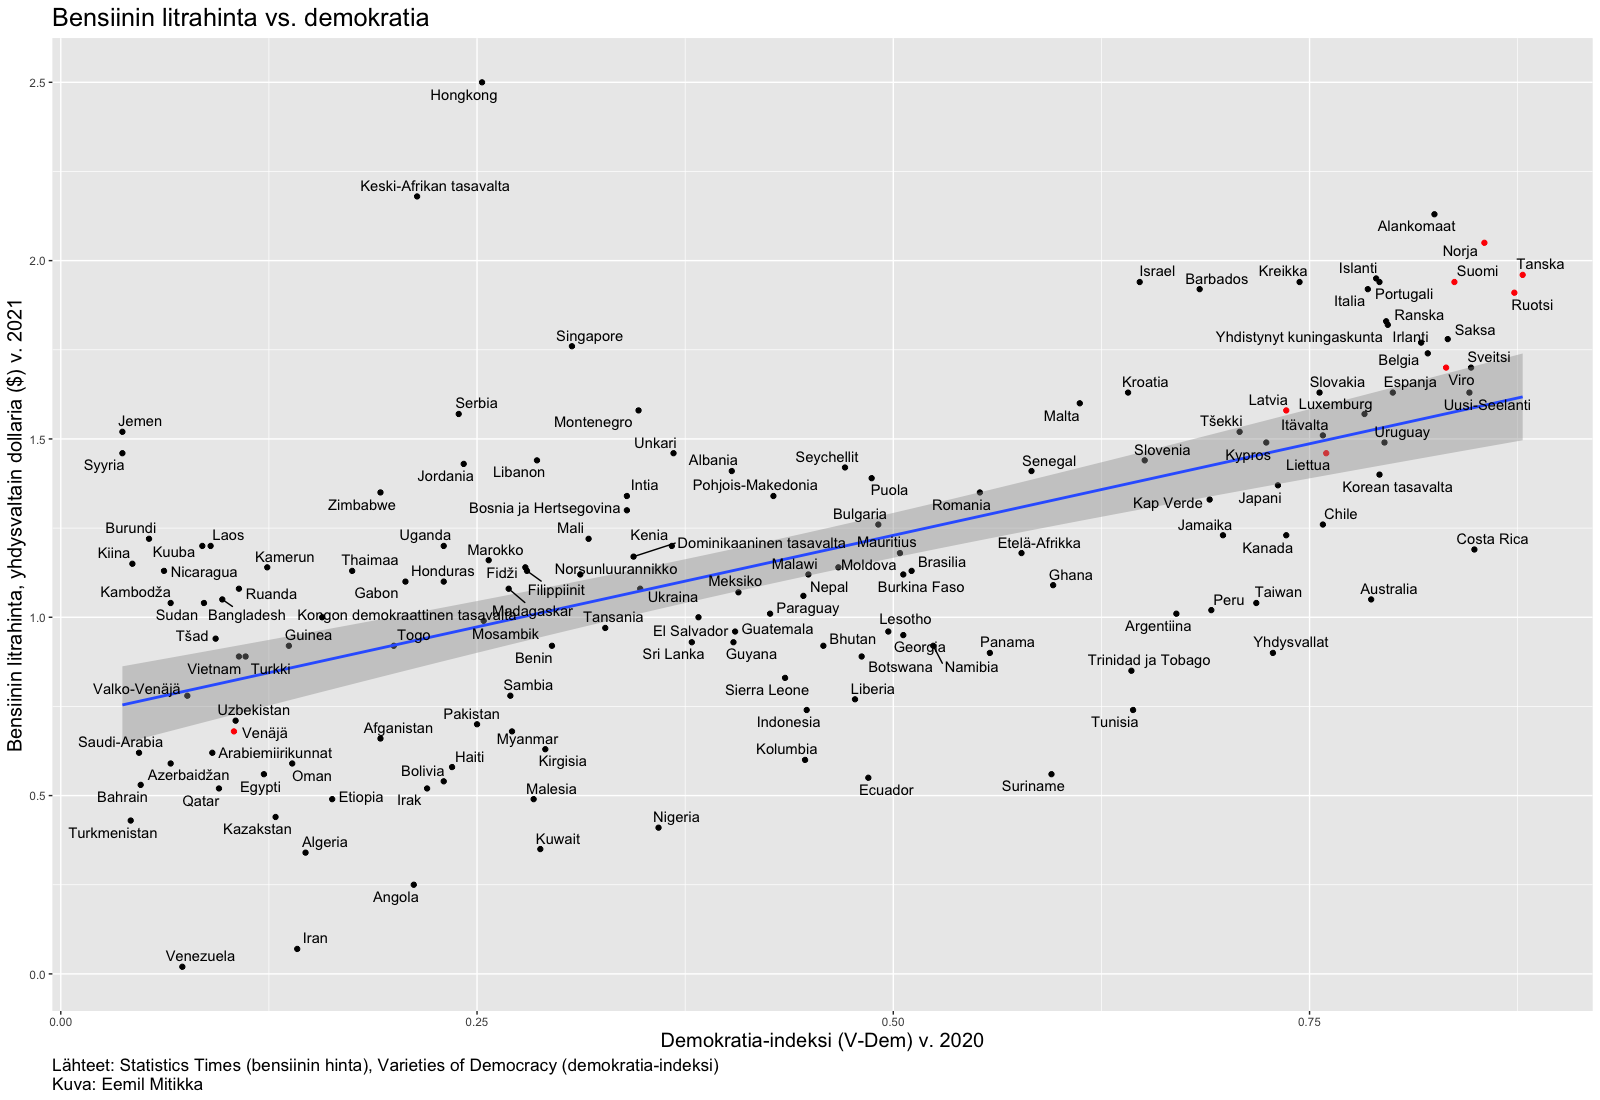 Bensiinin litrahinta vs. demokratia
Bensiinin litrahinta, yhdysvaltain dollaria ($) v. 2021
2.5
2.0
1.5
1.0
0.5
0.0
Hongkong
Keski-Afrikan tasavalta
Alankomaat
Norja
Tanska
Suomi
Ruotsi
Israel
Barbados
Kreikka
Islanti
Portugali
Italia
Ranska
Yhdistynyt kuningaskunta
Irlanti
Saksa
Belgia
Sveitsi
Viro
Singapore
Kroatia
Slovakia
Espanja
Latvia
Luxemburg
Uusi-Seelanti
Malta
Serbia
Montenegro
Jemen
Tšekki
Itävalta
Uruguay
Unkari
Syyria
Jordania
Libanon
Albania
Seychellit
Senegal
Slovenia
Kypros
Liettua
Zimbabwe
Intia
Pohjois-Makedonia
Puola
Romania
Kap Verde
Japani
Korean tasavalta
Bosnia ja Hertsegovina
Bulgaria
Chile
Burundi
Laos
Uganda
Mali
Kenia
Dominikaaninen tasavalta
Mauritius
Etelä-Afrikka
Jamaika
Kanada
Costa Rica
Kiina
Kuuba
Kamerun
Thaimaa
Marokko
Nicaragua
Honduras
Fidži
Norsunluurannikko
Malawi
Moldova
Brasilia
Kambodža
Ruanda
Gabon
Filippiinit
Ukraina
Meksiko
Nepal
Burkina Faso
Ghana
Peru
Taiwan
Australia
Sudan
Bangladesh
Kongon demokraattinen tasavalta
Madagaskar
Tansania
Paraguay
Lesotho
Argentiina
Tšad
Guinea
Togo
Mosambik
El Salvador
Guatemala
Bhutan
Georgia
Panama
Yhdysvallat
Vietnam
Turkki
Benin
Sri Lanka
Guyana
Botswana
Namibia
Trinidad ja Tobago
Valko-Venäjä
Sambia
Sierra Leone
Liberia
Uzbekistan
Pakistan
Indonesia
Tunisia
Venäjä
Afganistan
Myanmar
Saudi-Arabia
Arabiemiirikunnat
Haiti
Kirgisia
Kolumbia
Azerbaidžan
Oman
Bolivia
Egypti
Malesia
Ecuador
Suriname
Bahrain
Qatar
Etiopia
Irak
Turkmenistan
Kazakstan
Nigeria
Algeria
Kuwait
Angola
Iran
Venezuela
0.00
0.25
0.50
0.75
Demokratia-indeksi (V-Dem) v. 2020
Lähteet: Statistics Times (bensiinin hinta), Varieties of Democracy (demokratia-indeksi)
Kuva: Eemil Mitikka